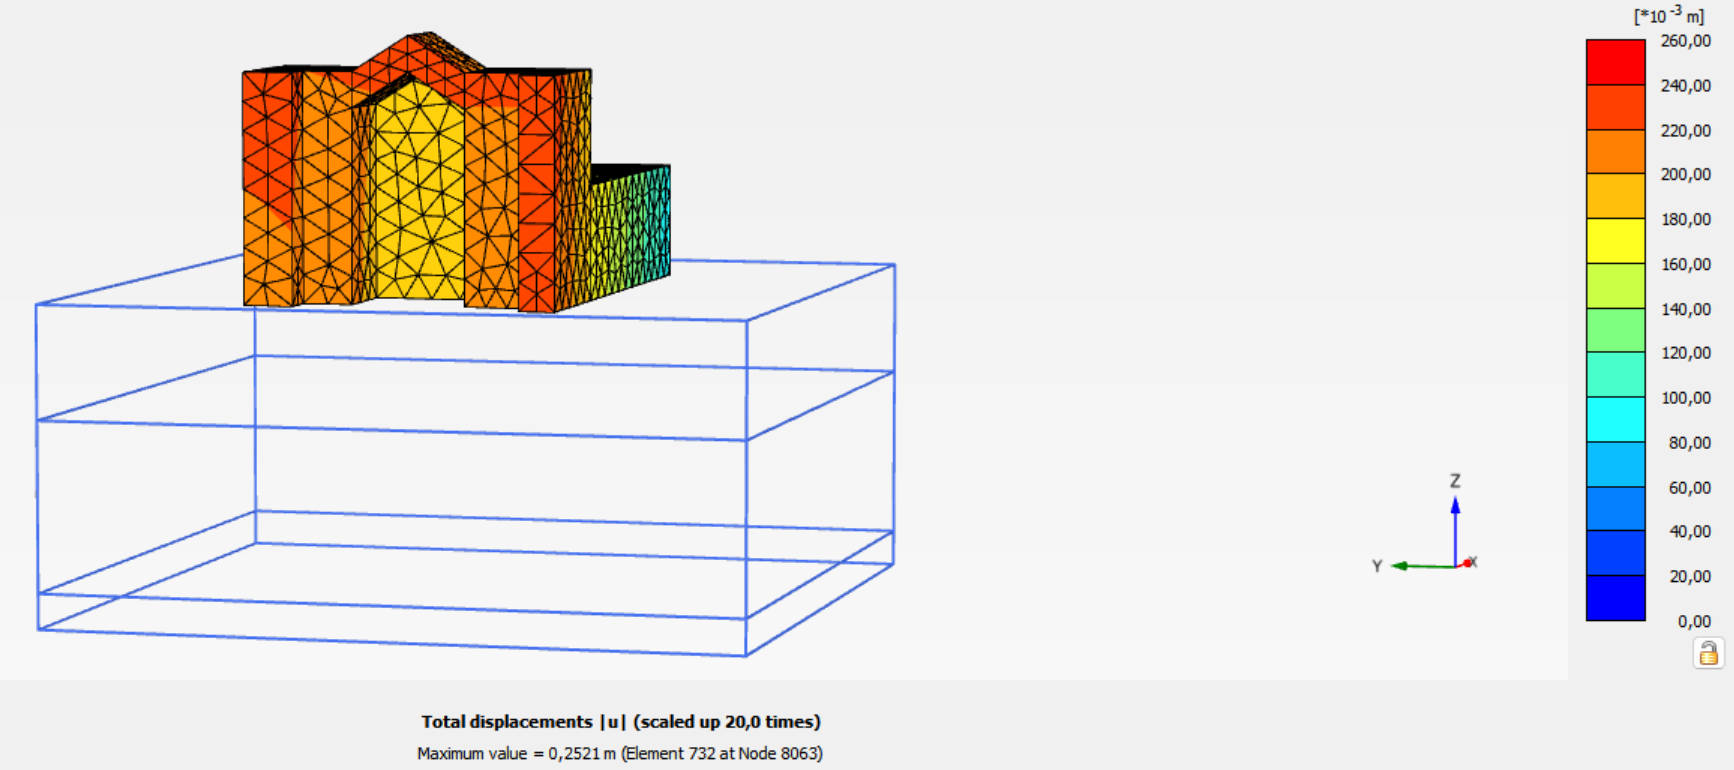 [*10 -3 m]
260,00
240,00
220,00
200,00
180,00
160,00
140,00
120,00
100,00
80,00
60,00
40,00
20,00
0,00
Z
Y
X
Total displacements |u| (scaled up 20,0 times)
Maximum value = 0,2521 m (Element 732 at Node 8063)